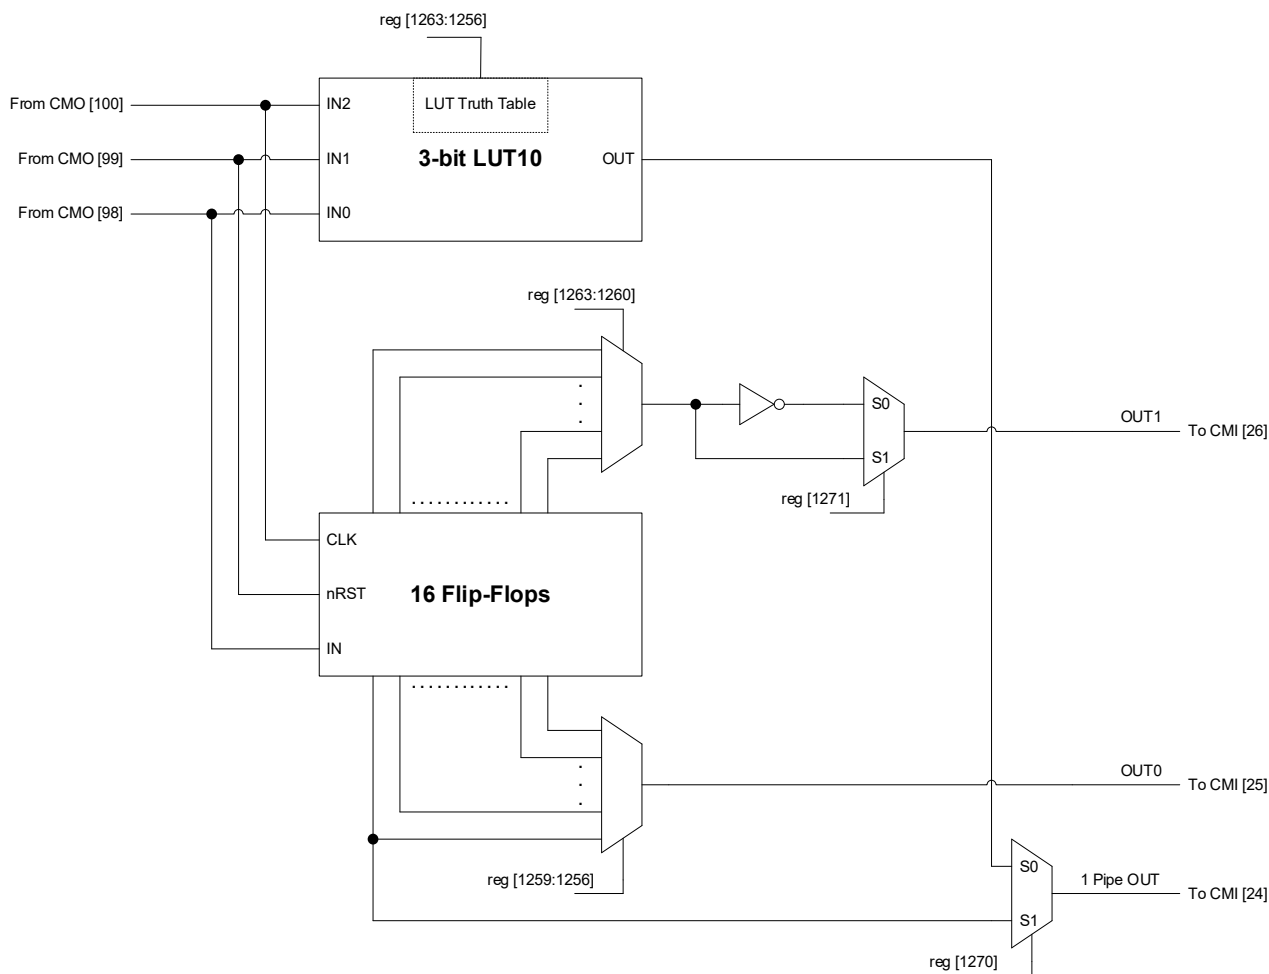 reg [1263:1256]
From CMO [100]
IN2
LUT Truth Table
From CMO [99]
IN1
3-bit LUT10
OUT
From CMO [98]
IN0
reg [1263:1260]
S0
OUT1
To CMI [26]
S1
reg [1271]
CLK
nRST
16 Flip-Flops
IN
OUT0
To CMI [25]
reg [1259:1256]
S0
1 Pipe OUT
To CMI [24]
S1
reg [1270]